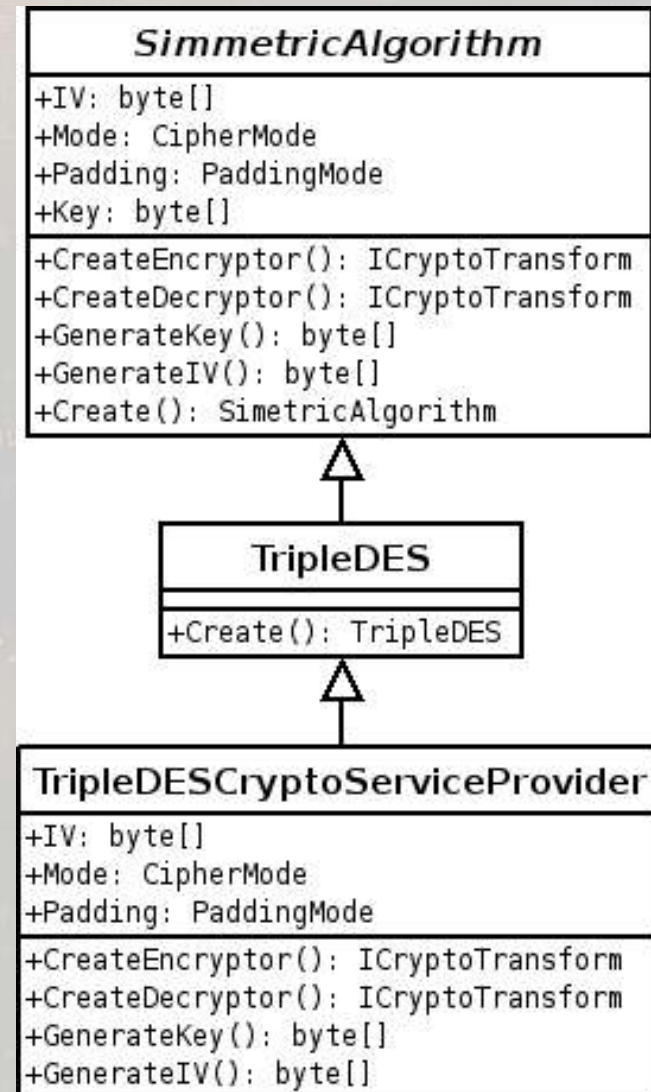 SimmetricAlgorithm
+IV: byte[]
+Mode: CipherMode
+Padding: PaddingMode
+Key: byte[]
+CreateEncryptor(): ICryptoTransform
+CreateDecryptor(): ICryptoTransform
+GenerateKey(): byte[]
+GenerateIV(): byte[]
+Create(): SimetricAlgorithm
TripleDES
+Create(): TripleDES
TripleDESCryptoServiceProvider
+IV: byte[]
+Mode: CipherMode
+Padding: PaddingMode
+CreateEncryptor(): ICryptoTransform
+CreateDecryptor(): ICryptoTransform
+GenerateKey(): byte[]
+GenerateIV(): byte[]